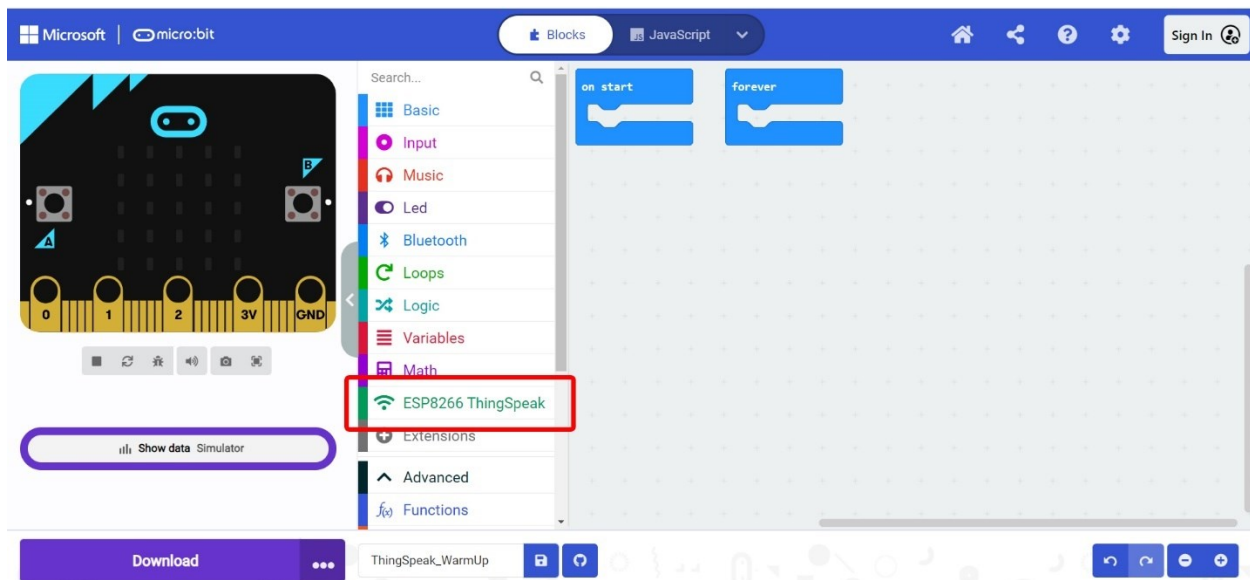 Microsoft
micro:bit
Blocks
JS JavaScript
Sign In
Search...
Basic
Input
Music
Led
Bluetooth
Loops
Logic
Variables
Math
ESP8266 ThingSpeak
Extensions
Advanced
f(x) Functions
on start
forever
B
A
0 1 2 3V GND
Show data Simulator
Download
ThingSpeak_WarmUp